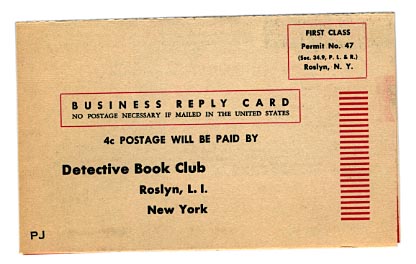 FIRST CLASS
Permit No. 47
(Sec. 34.9, P. L. & R.)
Roslyn, N. Y.
BUSINESS REPLY CARD
NO POSTAGE NECESSARY IF MAILED IN THE UNITED STATES
4c POSTAGE WILL BE PAID BY
Detective Book Club
Roslyn, L. I.
New York
PJ